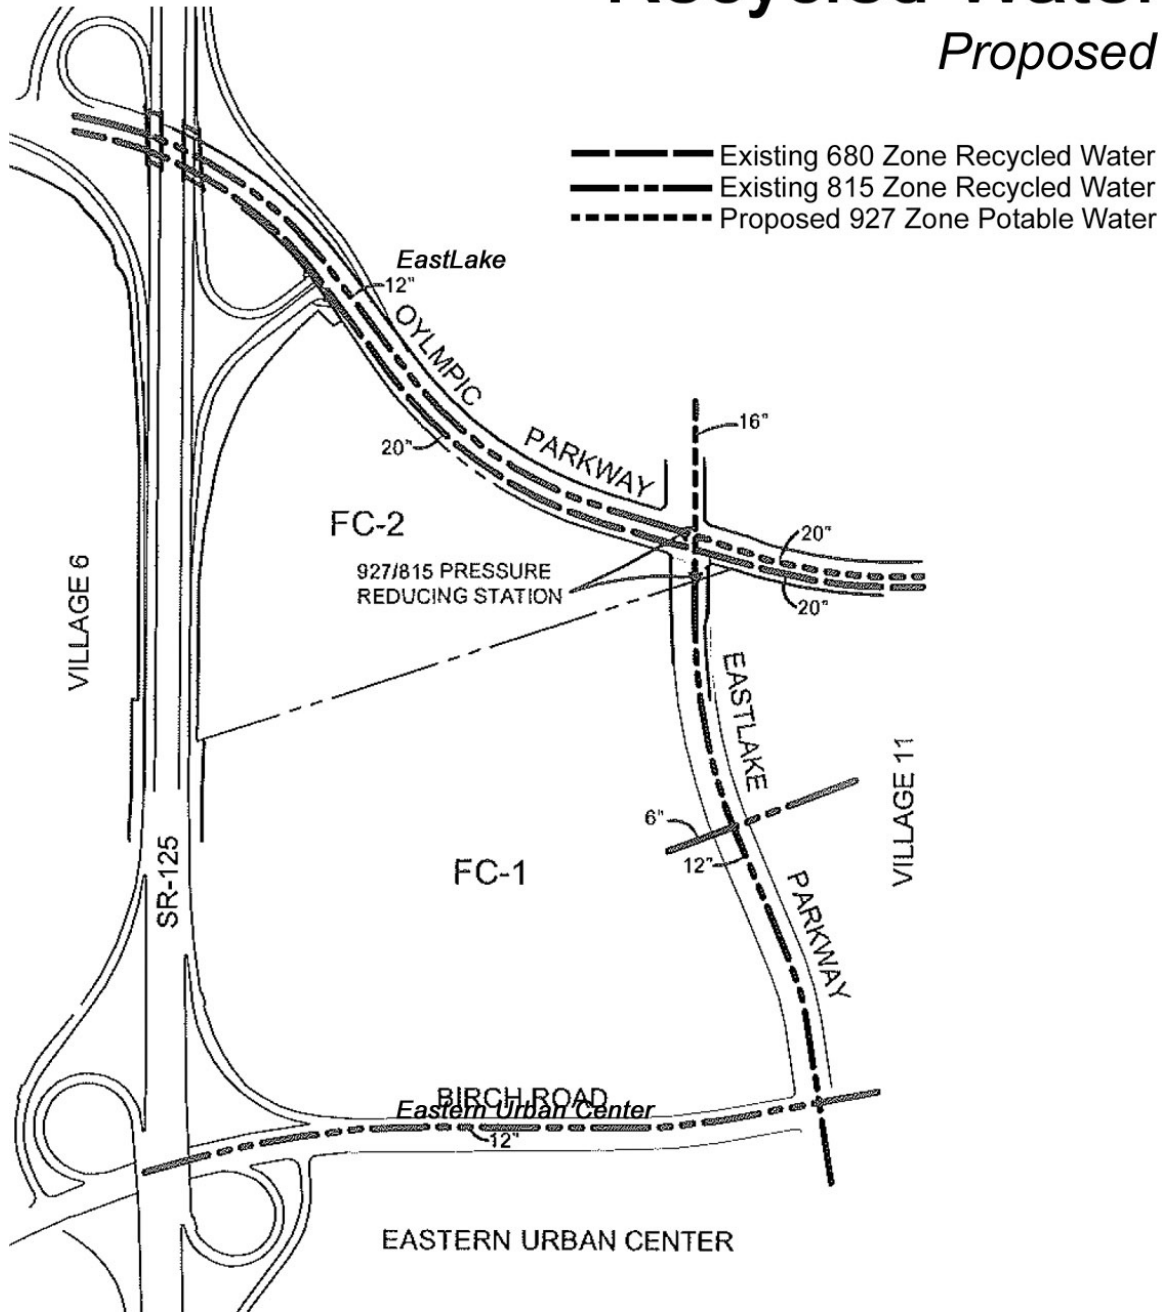 Recycled Water
Proposed
Existing 680 Zone Recycled Water
Existing 815 Zone Recycled Water
Proposed 927 Zone Potable Water
EastLake
12"
OYLMPIC
PARKWAY
16"
20"
FC-2
20"
927/815 PRESSURE
REDUCING STATION
20"
VILLAGE 6
EASTLAKE
VILLAGE 11
6"
12"
FC-1
SR-125
PARKWAY
BIRCH ROAD
Eastern Urban Center
12"
EASTERN URBAN CENTER